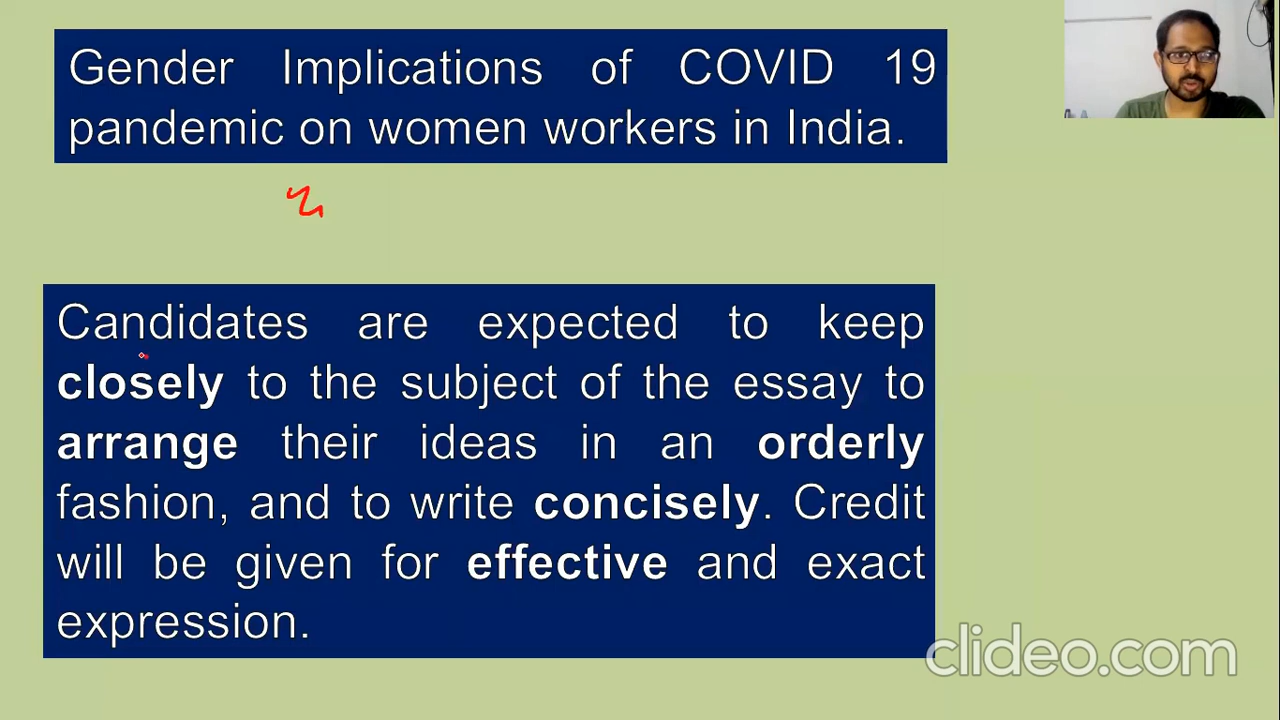 Gender Implications of COVID 19
pandemic on women workers in India.
Candidates are expected to keep
closely to the subject of the essay to
arrange their ideas in an orderly
fashion, and to write concisely. Credit
will be given for effective and exact
expression.
clideo.com